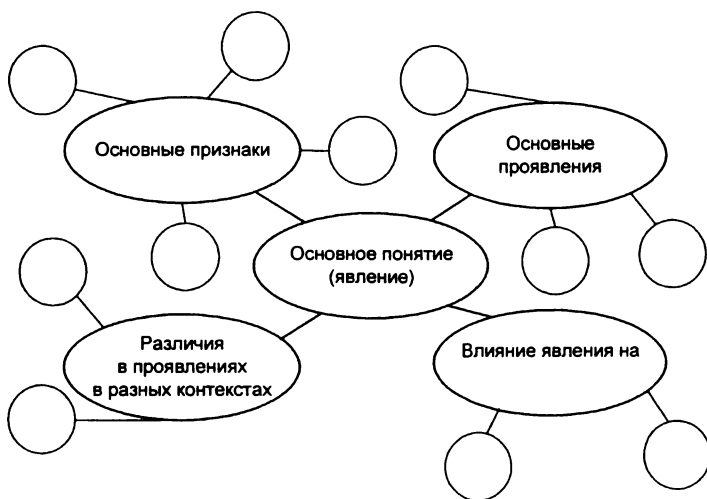 Основные признаки
Основные
проявления
Основное понятие
(явление)
Различия
в проявлениях
в разных контекстах
Влияние явления на